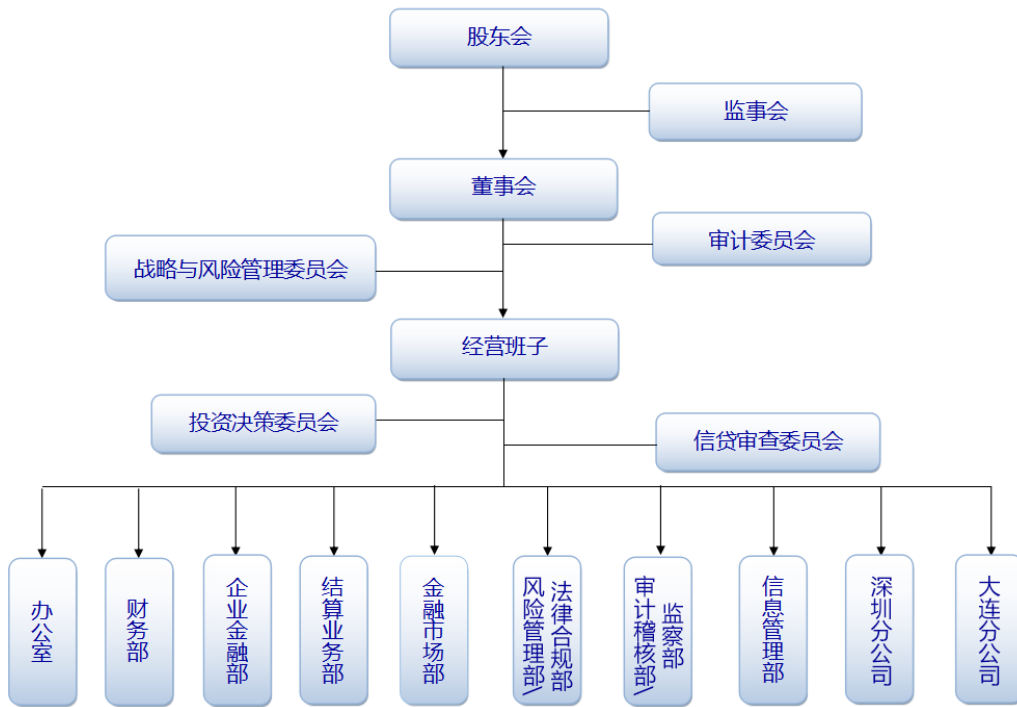 股东会
监事会
董事会
审计委员会
战略与风险管理委员会
经营班子
投资决策委员会
信贷审查委员会
办公室
财务部
企业金融部
结算业务部
金融市场部
风险管理部\
法律合规部
审计稽核部\
监察部
信息管理部
深圳分公司
大连分公司